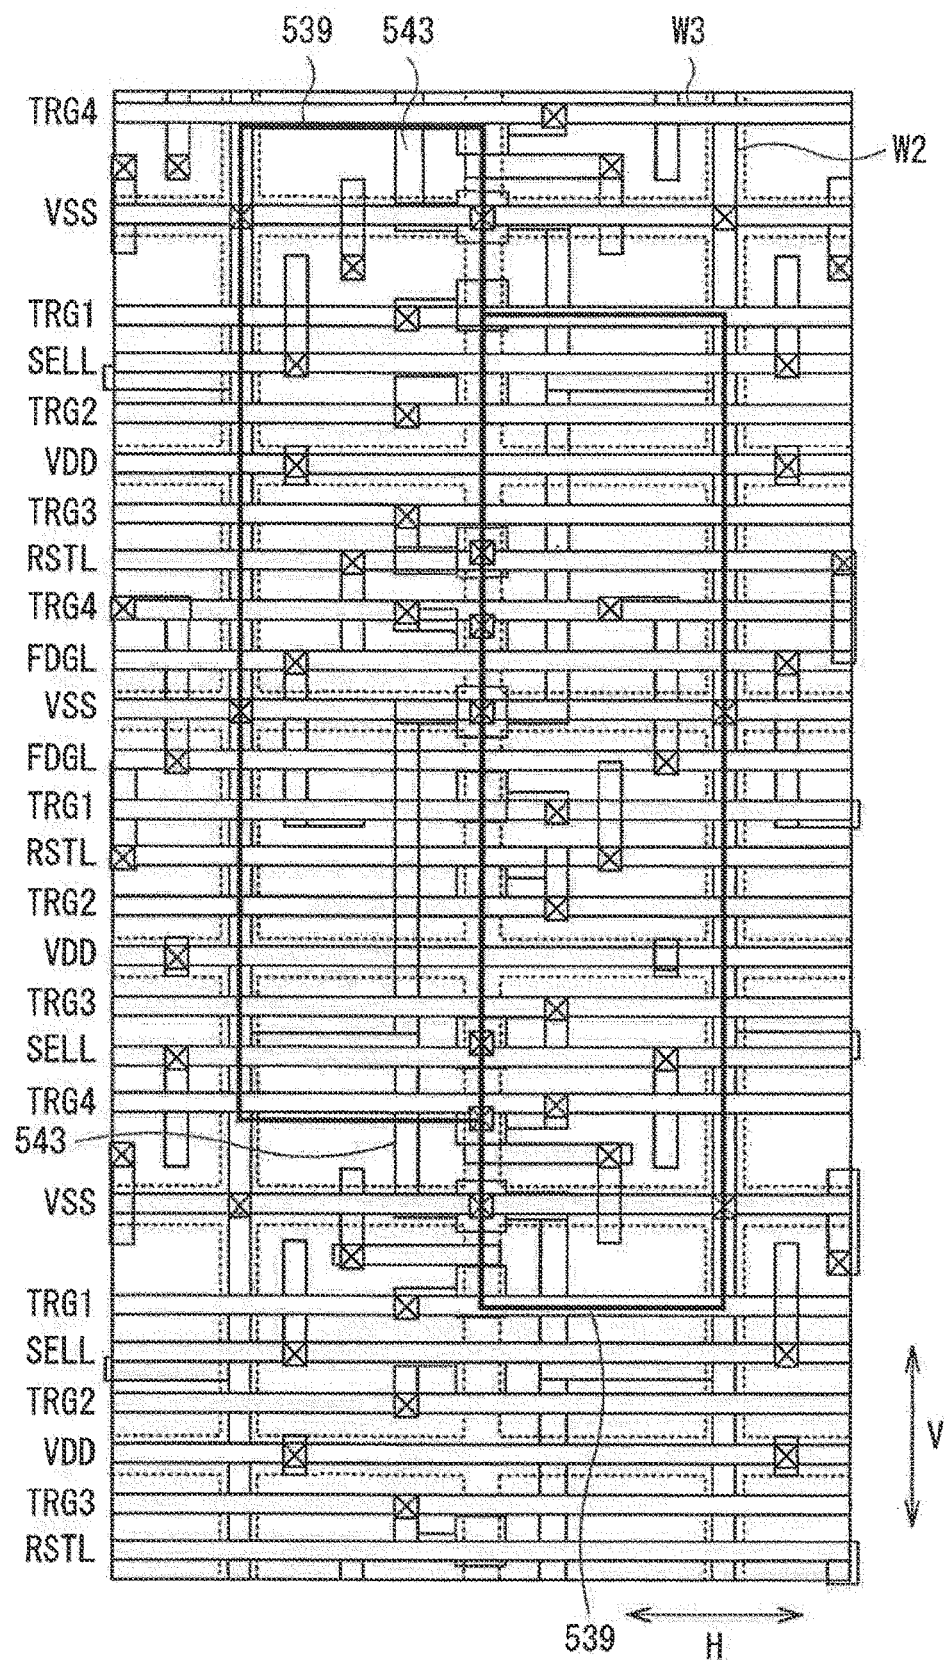 539 543 W3
TRG4
W2
VSS
TRG1
SELL
TRG2
VDD
TRG3
RSTL
TRG4
FDGL
VSS
FDGL
TRG1
RSTL
TRG2
VDD
TRG3
SELL
TRG4
543
VSS
TRG1
SELL
TRG2
V
VDD
TRG3
RSTL
539 H